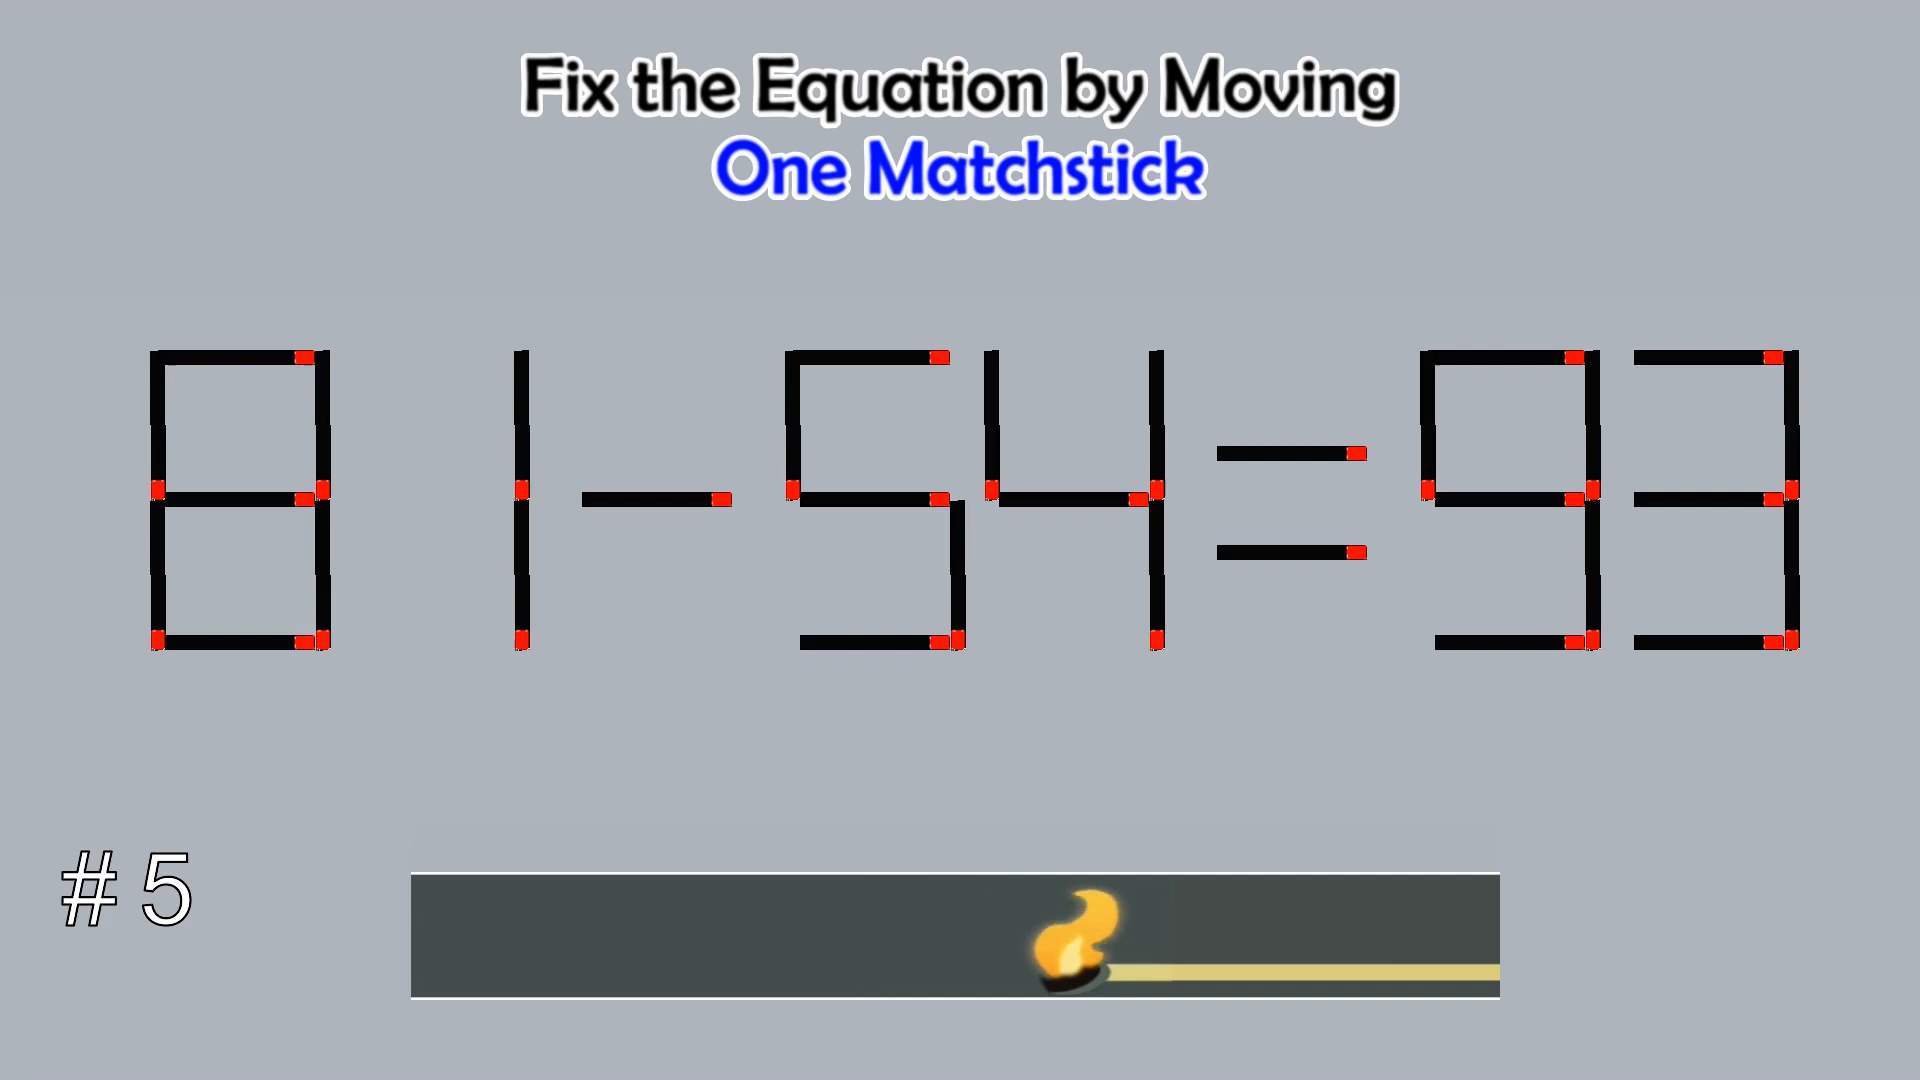 Fix the Equation by Moving
One Matchstick
81-54=93
#5